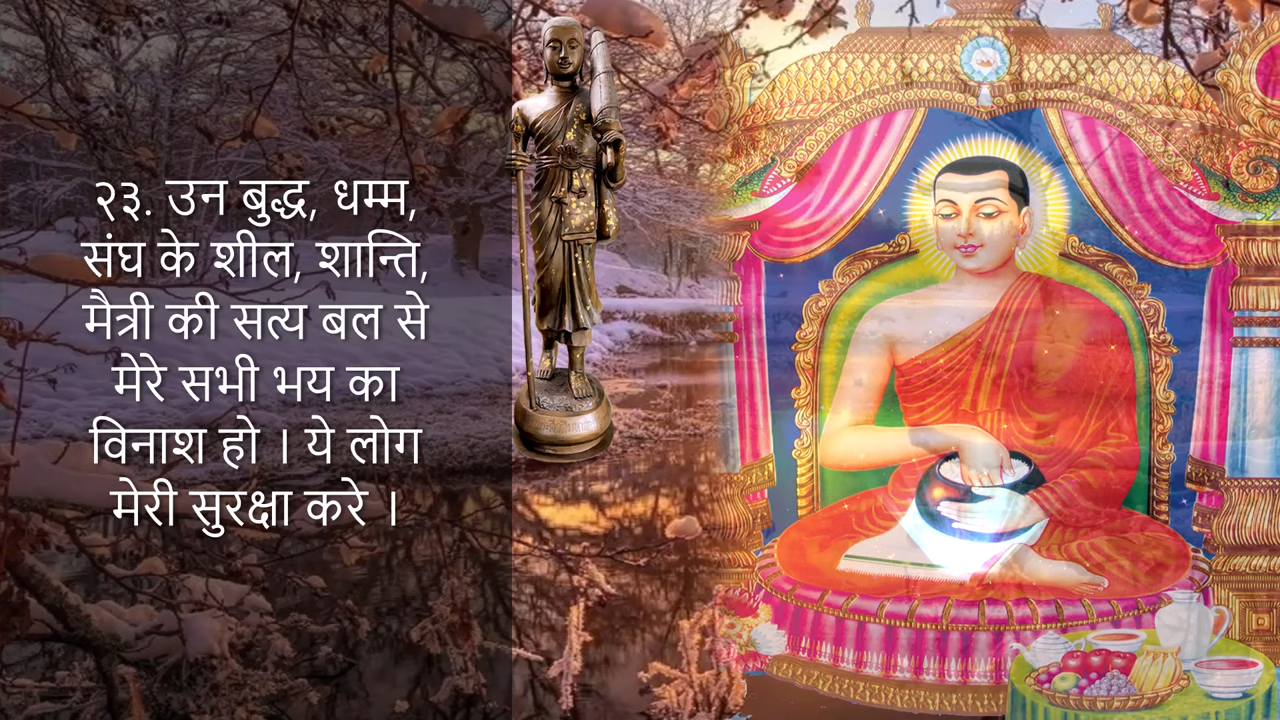 २३. उन बुद्ध, धम्म,
संघ के शील, शान्ति,
मैत्री की सत्य बल से
मेरे सभी भय का
विनाश हो । ये लोग
मेरी सुरक्षा करे ।